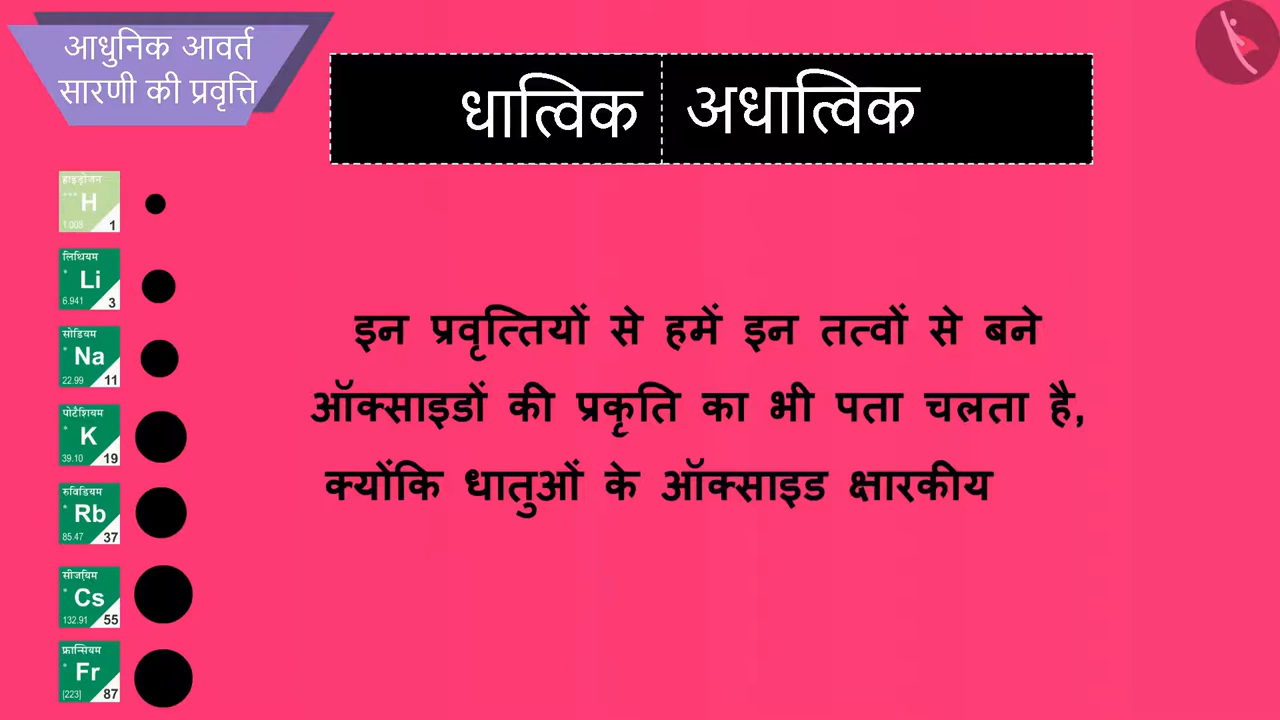 आधुनिक आवर्त
सारणी की प्रवृत्ति
धात्विक
अधात्विक
हाइड्रोजन
H
1.008
1
लिथियम
Li
6.941
3
सोडियम
Na
22.99
11
पोटैशियम
K
39.10
19
रुविडियम
Rb
85.47
37
सीजियम
Cs
132.91
55
फ्रान्सियम
Fr
[223]
87
इन प्रवृत्तियों से हमें इन तत्वों से बने
ऑक्साइडों की प्रकृति का भी पता चलता है,
क्योंकि धातुओं के ऑक्साइड क्षारकीय